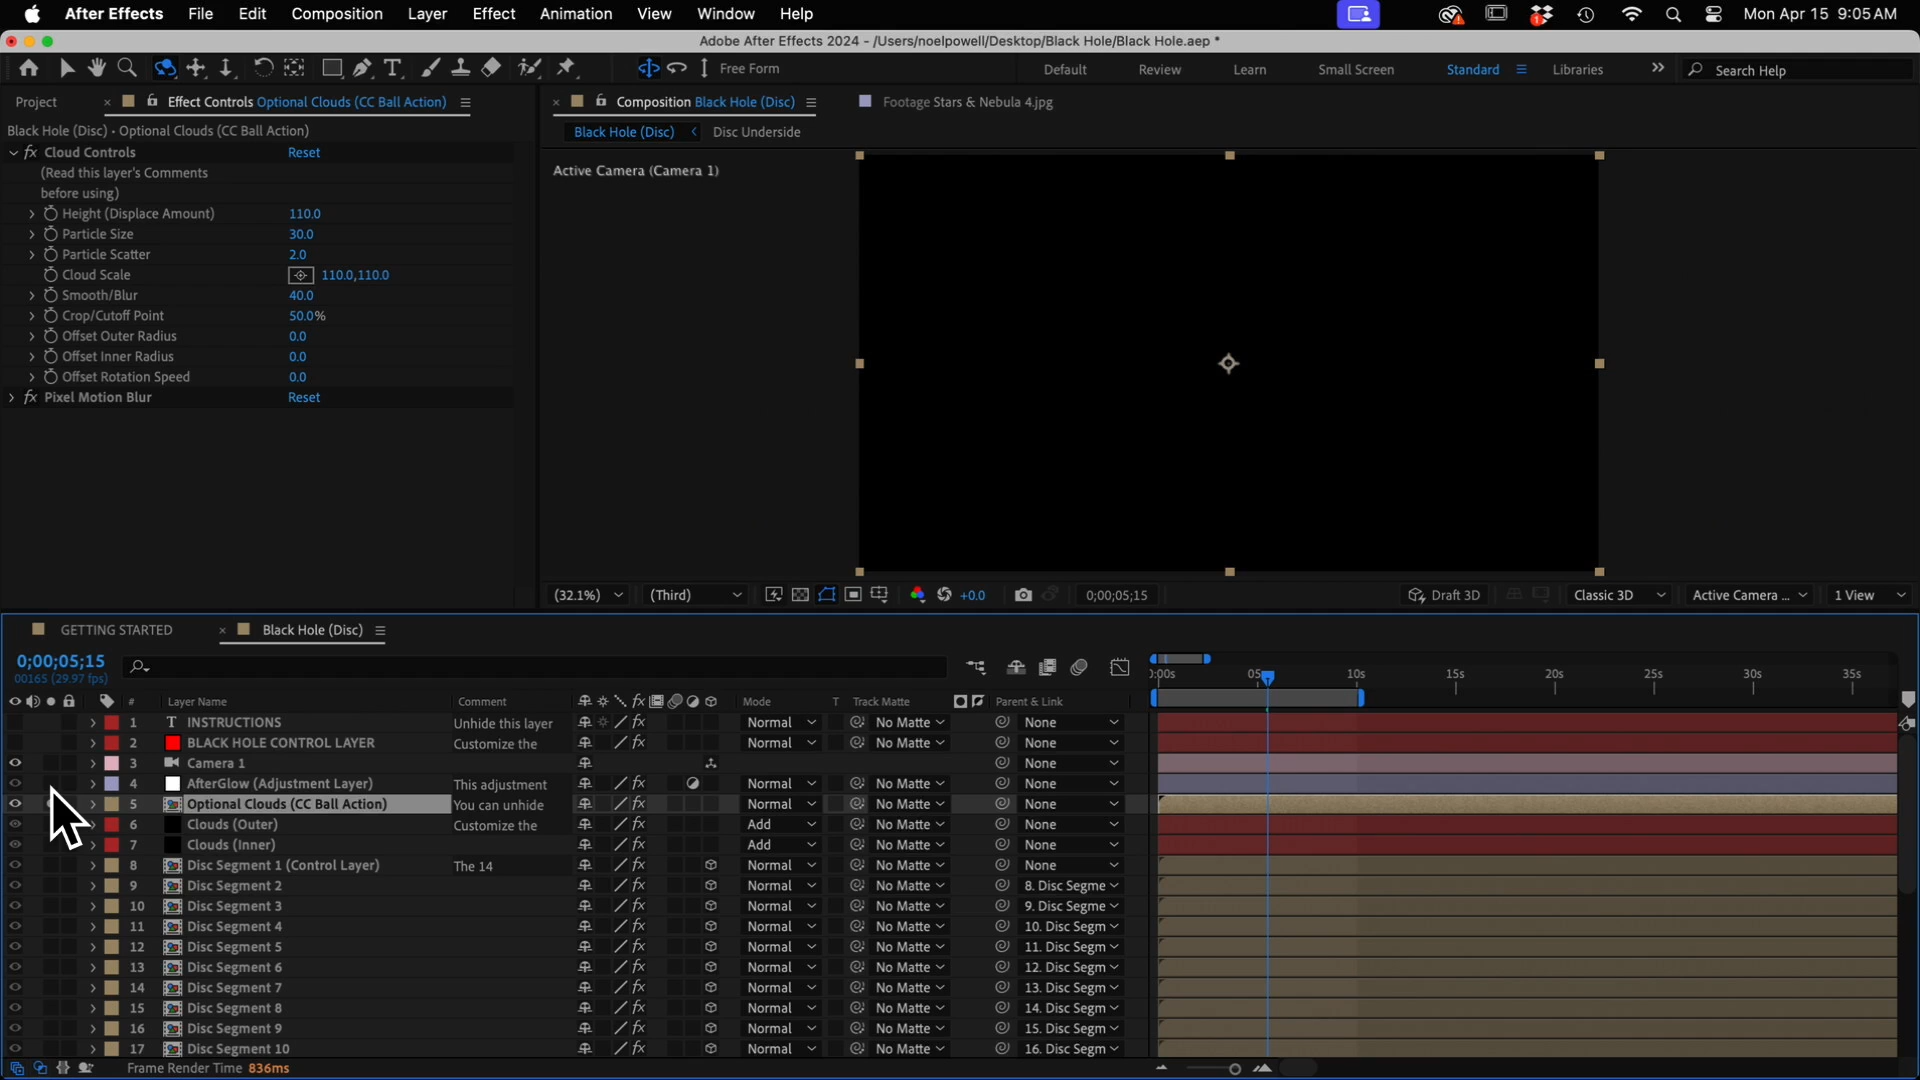 After Effects File Edit Composition Layer Effect Animation View Window Help Mon Apr 15 9:05 AM
Adobe After Effects 2024 - /Users/noelpowell/Desktop/Black Hole/Black Hole.aep *
Free Form Default Review Learn Small Screen Standard Libraries Search Help
Project Effect Controls Optional Clouds (CC Ball Action) Composition Black Hole (Disc) Footage Stars & Nebula 4.jpg
Black Hole (Disc) • Optional Clouds (CC Ball Action) Black Hole (Disc) Disc Underside
Cloud Controls Reset
(Read this layer's Comments
before using)
Active Camera (Camera 1)
Height (Displace Amount) 110.0
Particle Size 30.0
Particle Scatter 2.0
Cloud Scale 110.0,110.0
Smooth/Blur 40.0
Crop/Cutoff Point 50.0%
Offset Outer Radius 0.0
Offset Inner Radius 0.0
Offset Rotation Speed 0.0
Pixel Motion Blur Reset
(32.1%) (Third) +0.0 0;00;05;15 Draft 3D Classic 3D Active Camera ... 1 View
GETTING STARTED Black Hole (Disc)
0;00;05;15
00165 (29.97 fps)
):00s 05 10s 15s 20s 25s 30s 35s
# Layer Name Comment Mode T Track Matte Parent & Link
1 T INSTRUCTIONS Unhide this layer Normal No Matte None
2 BLACK HOLE CONTROL LAYER Customize the Normal No Matte None
3 Camera 1 None
4 AfterGlow (Adjustment Layer) This adjustment Normal No Matte None
5 Optional Clouds (CC Ball Action) You can unhide Normal No Matte None
6 Clouds (Outer) Customize the Add No Matte None
7 Clouds (Inner) Add No Matte None
8 Disc Segment 1 (Control Layer) The 14 Normal No Matte None
9 Disc Segment 2 Normal No Matte 8. Disc Segme
10 Disc Segment 3 Normal No Matte 9. Disc Segme
11 Disc Segment 4 Normal No Matte 10. Disc Segm
12 Disc Segment 5 Normal No Matte 11. Disc Segm
13 Disc Segment 6 Normal No Matte 12. Disc Segm
14 Disc Segment 7 Normal No Matte 13. Disc Segm
15 Disc Segment 8 Normal No Matte 14. Disc Segm
16 Disc Segment 9 Normal No Matte 15. Disc Segm
17 Disc Segment 10 Normal No Matte 16. Disc Segm
Frame Render Time 836ms